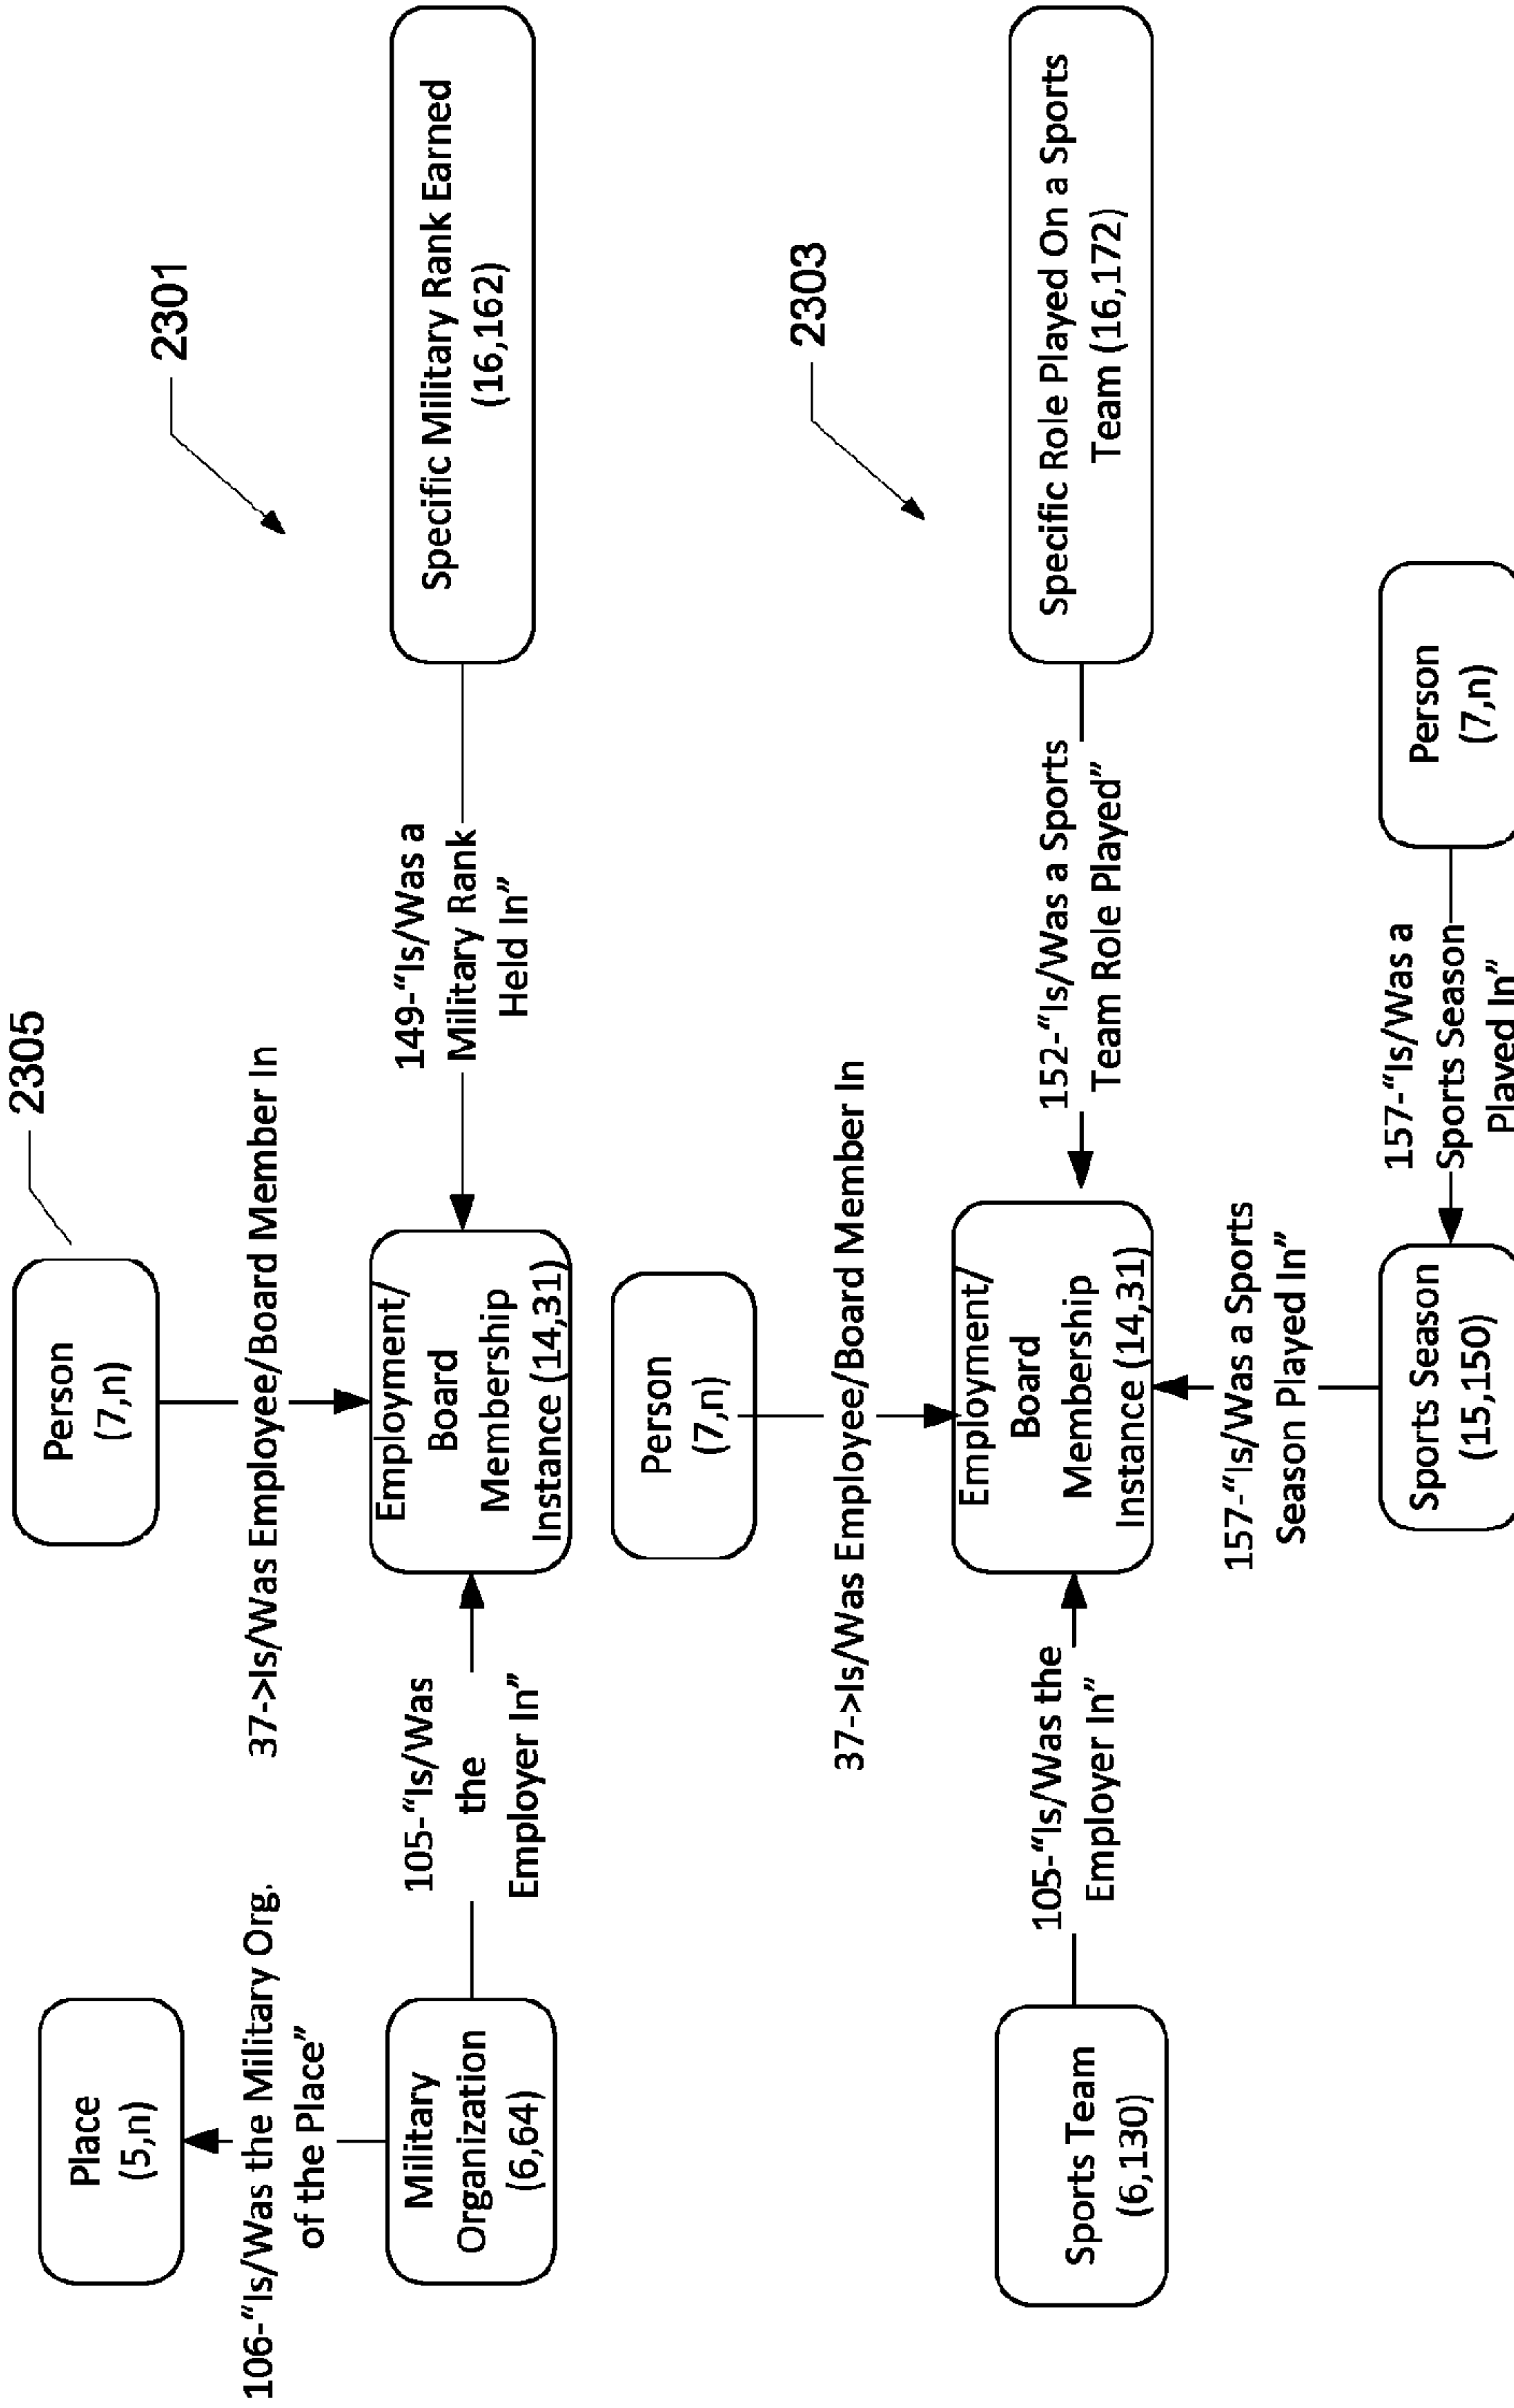 2305
2301
Place
(5,n)
Person
(7,n)
106-“Is/Was the Military Org.
of the Place”
37->Is/Was Employee/Board Member In
Military
Organization
(6,64)
105-“Is/Was
the
Employer In”
Employment/
Board
Membership
Instance (14,31)
149-“Is/Was a
Military Rank
Held In”
Specific Military Rank Earned
(16,162)
2303
Person
(7,n)
37->Is/Was Employee/Board Member In
Sports Team
(6,130)
105-“Is/Was the
Employer In”
Employment/
Board
Membership
Instance (14,31)
152-“Is/Was a Sports
Team Role Played”
Specific Role Played On a Sports
Team (16,172)
157-“Is/Was a Sports
Season Played In”
Sports Season
(15,150)
157-“Is/Was a
Sports Season
Played In”
Person
(7,n)